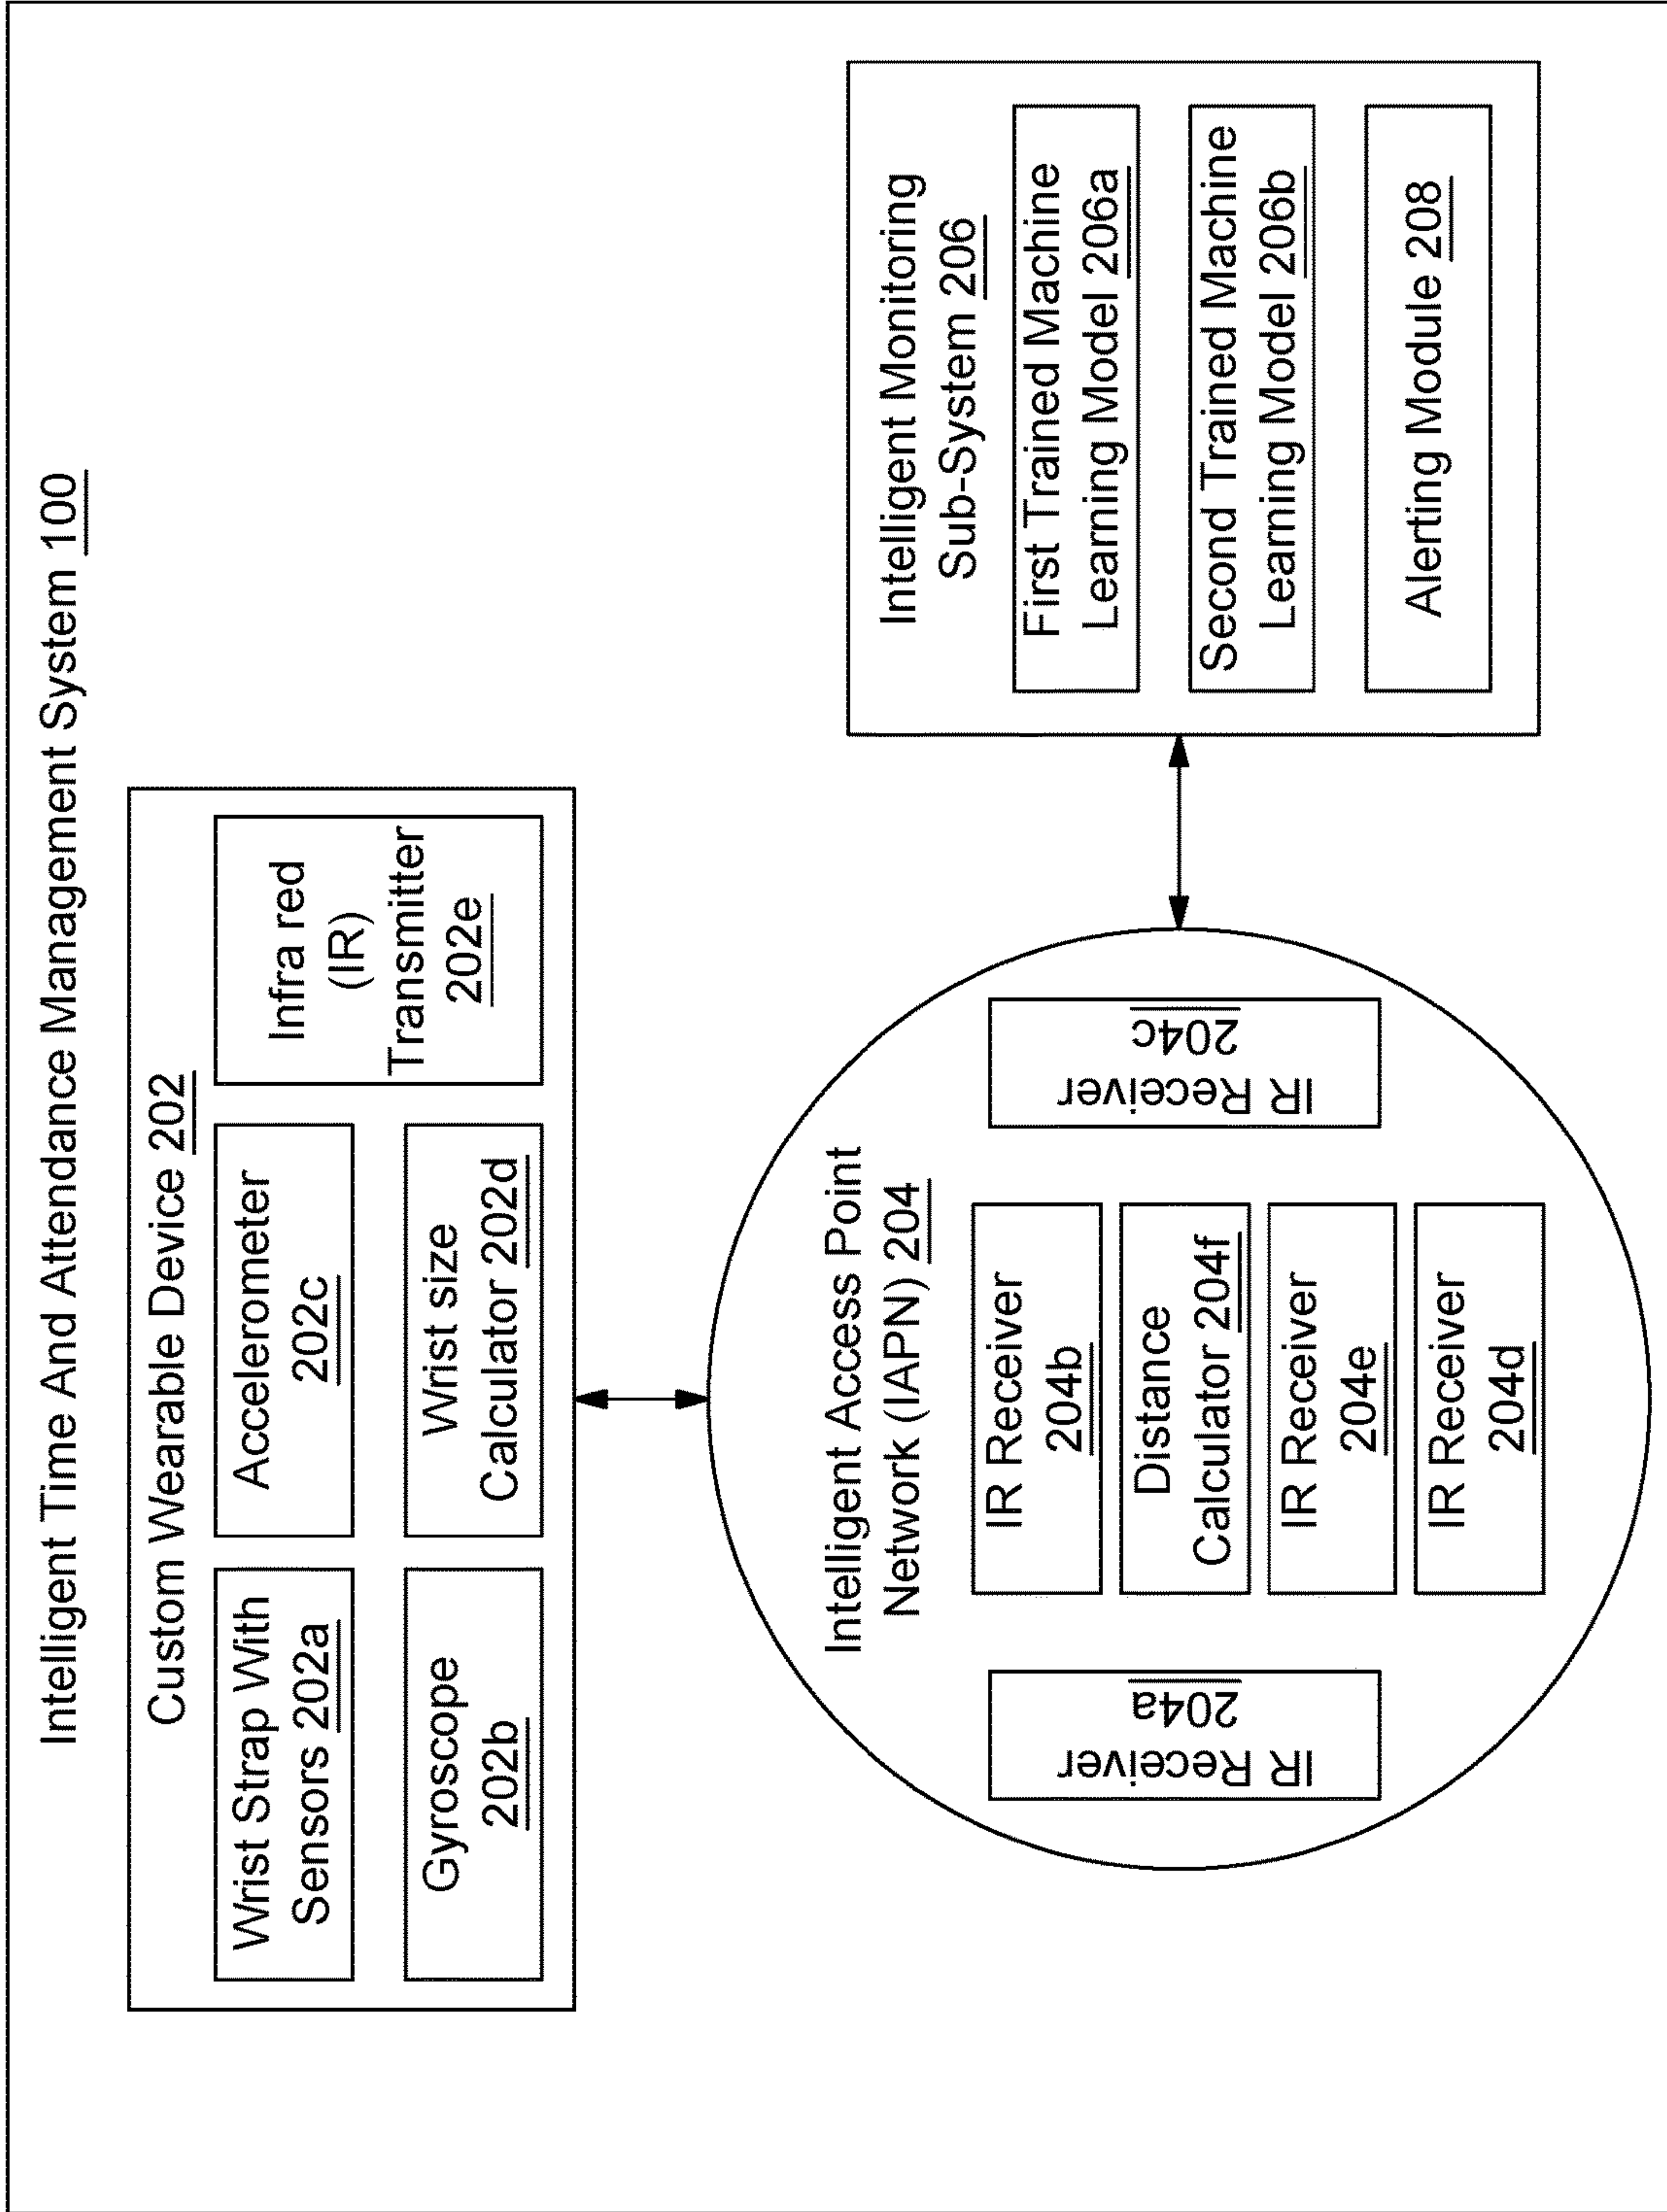 Intelligent Time And Attendance Management System 100
Custom Wearable Device 202
Wrist Strap With
Sensors 202a
Accelerometer
202c
Infra red
(IR)
Transmitter
202e
Gyroscope
202b
Wrist size
Calculator 202d
Intelligent Access Point
Network (IAPN) 204
IR Receiver
204a
IR Receiver
204b
Distance
Calculator 204f
IR Receiver
204e
IR Receiver
204d
IR Receiver
204c
Intelligent Monitoring
Sub-System 206
First Trained Machine
Learning Model 206a
Second Trained Machine
Learning Model 206b
Alerting Module 208